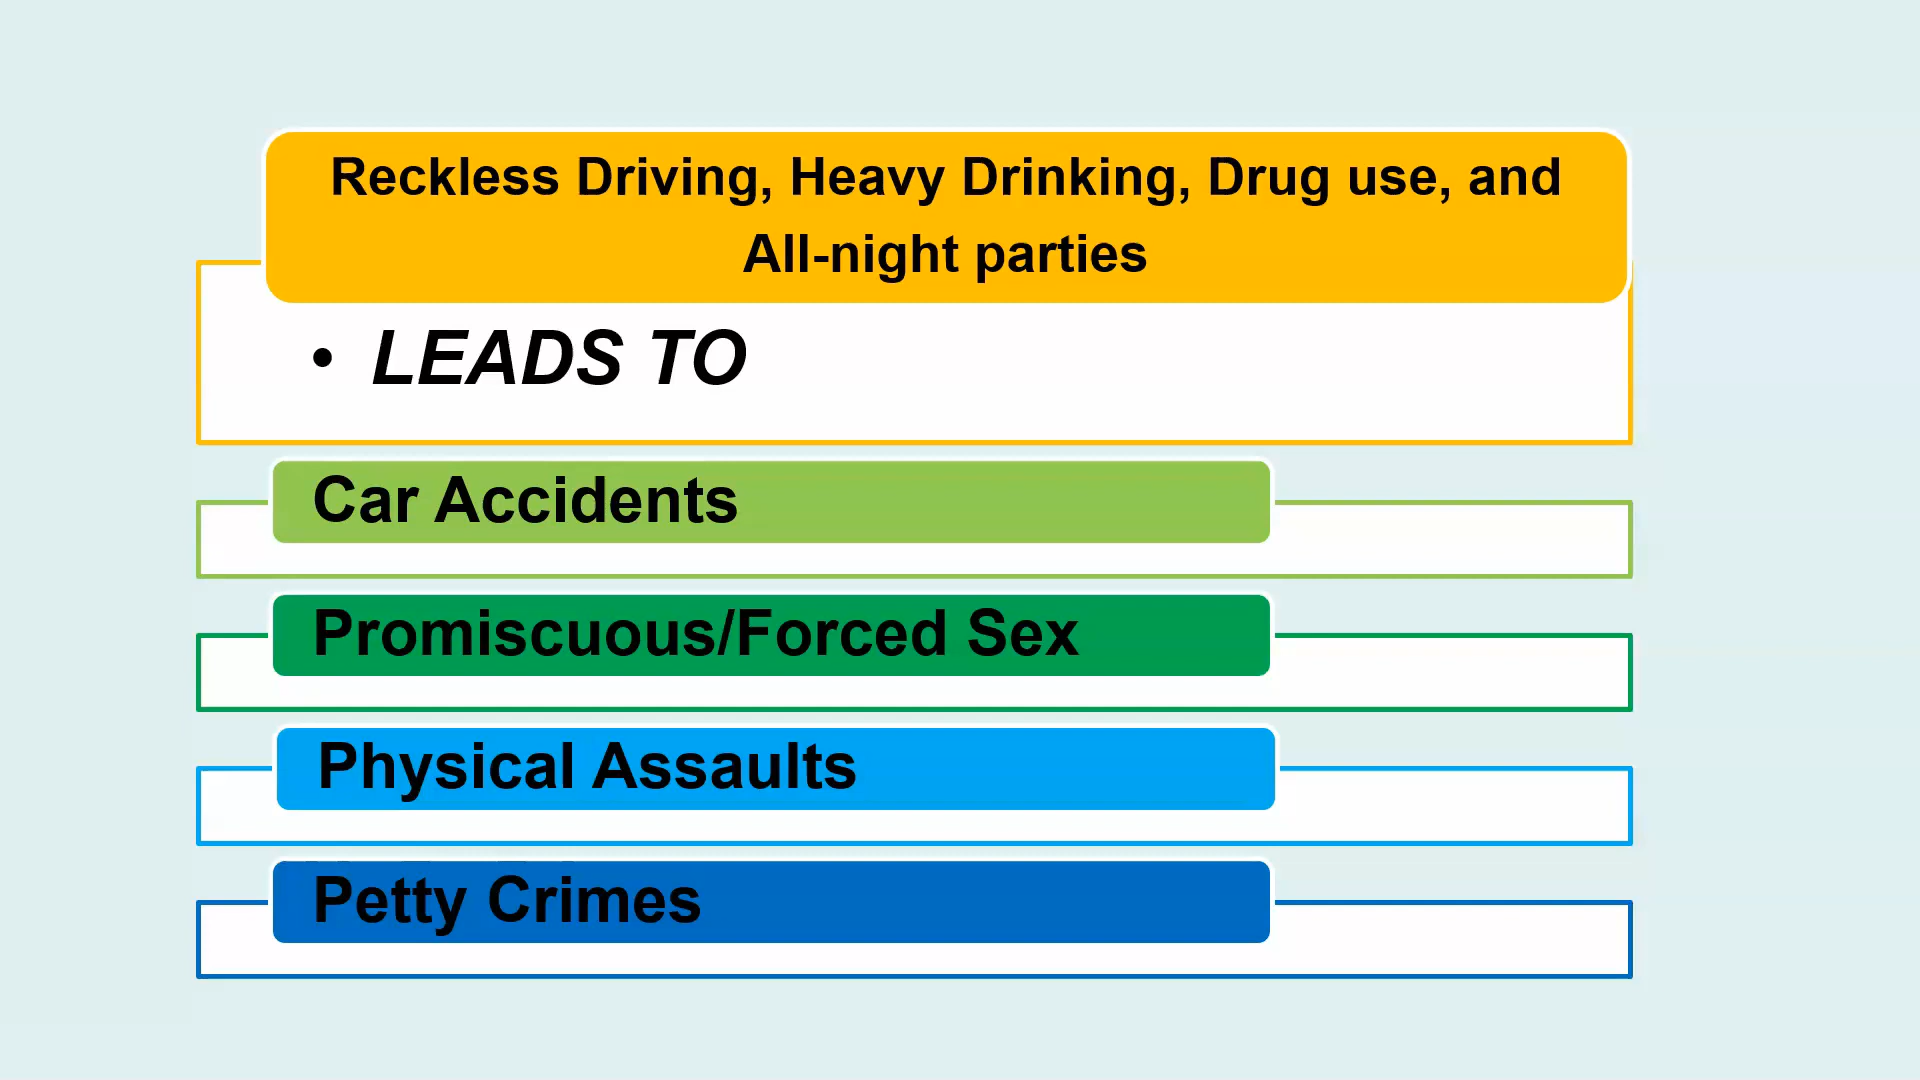 Reckless Driving, Heavy Drinking, Drug use, and
All-night parties
• LEADS TO
Car Accidents
Promiscuous/Forced Sex
Physical Assaults
Petty Crimes